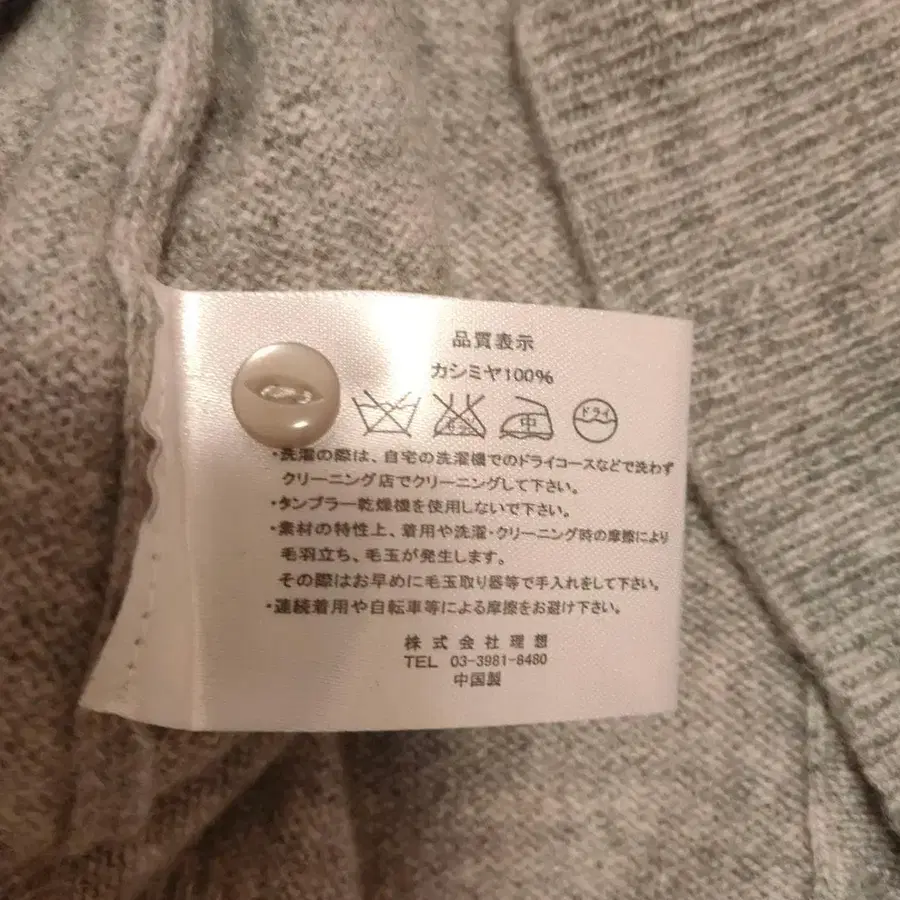 品質表示
カシミヤ100%
中 ドライ
・洗濯の際は、自宅の洗濯機でのドライコースなどで洗わず
クリーニング店でクリーニングして下さい。
・タンブラー乾燥機を使用しないで下さい。
・素材の特性上、着用や洗濯・クリーニング時の摩擦により
毛羽立ち、毛玉が発生します。
その際はお早めに毛玉取り器等で手入れをして下さい。
・連続着用や自転車等による摩擦をお避け下さい。
株式会社理想
TEL 03-3981-8480
中国製